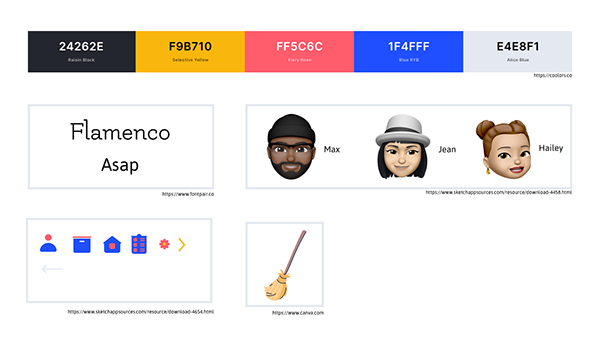 24262E F9B710 FF5C6C 1F4FFF E4E8F1
Raisin Black Selective Yellow Fiery Rose Blue RYB Alice Blue
https://coolors.co
Flamenco
Asap
https://www.fontpair.co
Max Jean Hailey
https://www.sketchappsources.com/resource/download-4458.html
https://www.sketchappsources.com/resource/download-4654.html
https://www.canva.com